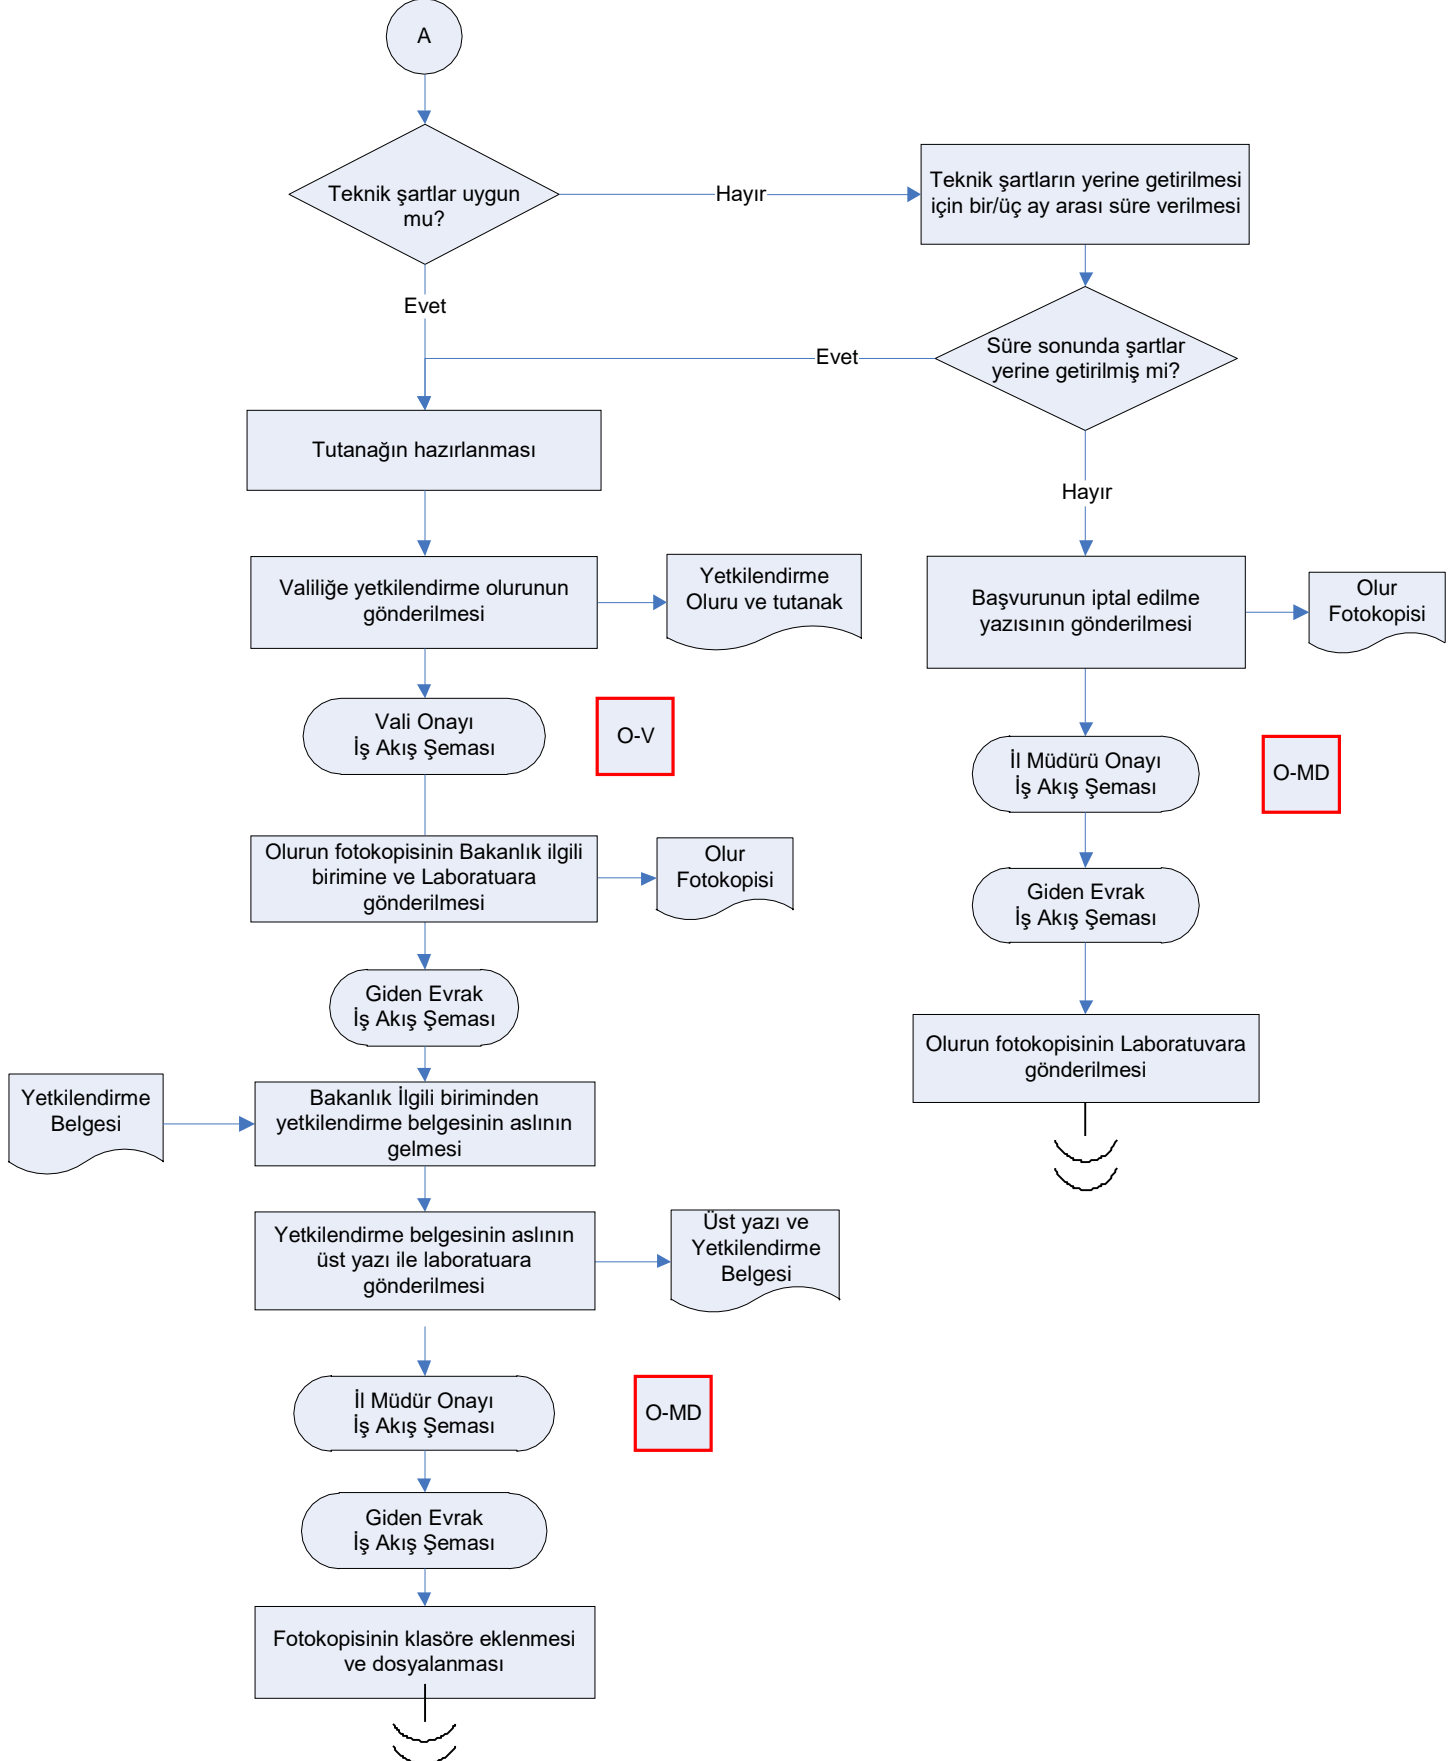 A
Teknik şartlar uygun
mu?
Hayır
Teknik şartların yerine getirilmesi
için bir/üç ay arası süre verilmesi
Evet
Süre sonunda şartlar
yerine getirilmiş mi?
Evet
Tutanağın hazırlanması
Hayır
Valiliğe yetkilendirme olurunun
gönderilmesi
Yetkilendirme
Oluru ve tutanak
Başvurunun iptal edilme
yazısının gönderilmesi
Olur
Fotokopisi
Vali Onayı
İş Akış Şeması
O-V
İl Müdürü Onayı
İş Akış Şeması
O-MD
Olurun fotokopisinin Bakanlık ilgili
birimine ve Laboratuara
gönderilmesi
Olur
Fotokopisi
Giden Evrak
İş Akış Şeması
Giden Evrak
İş Akış Şeması
Olurun fotokopisinin Laboratuvara
gönderilmesi
Yetkilendirme
Belgesi
Bakanlık İlgili biriminden
yetkilendirme belgesinin aslının
gelmesi
Yetkilendirme belgesinin aslının
üst yazı ile laboratuara
gönderilmesi
Üst yazı ve
Yetkilendirme
Belgesi
İl Müdür Onayı
İş Akış Şeması
O-MD
Giden Evrak
İş Akış Şeması
Fotokopisinin klasöre eklenmesi
ve dosyalanması